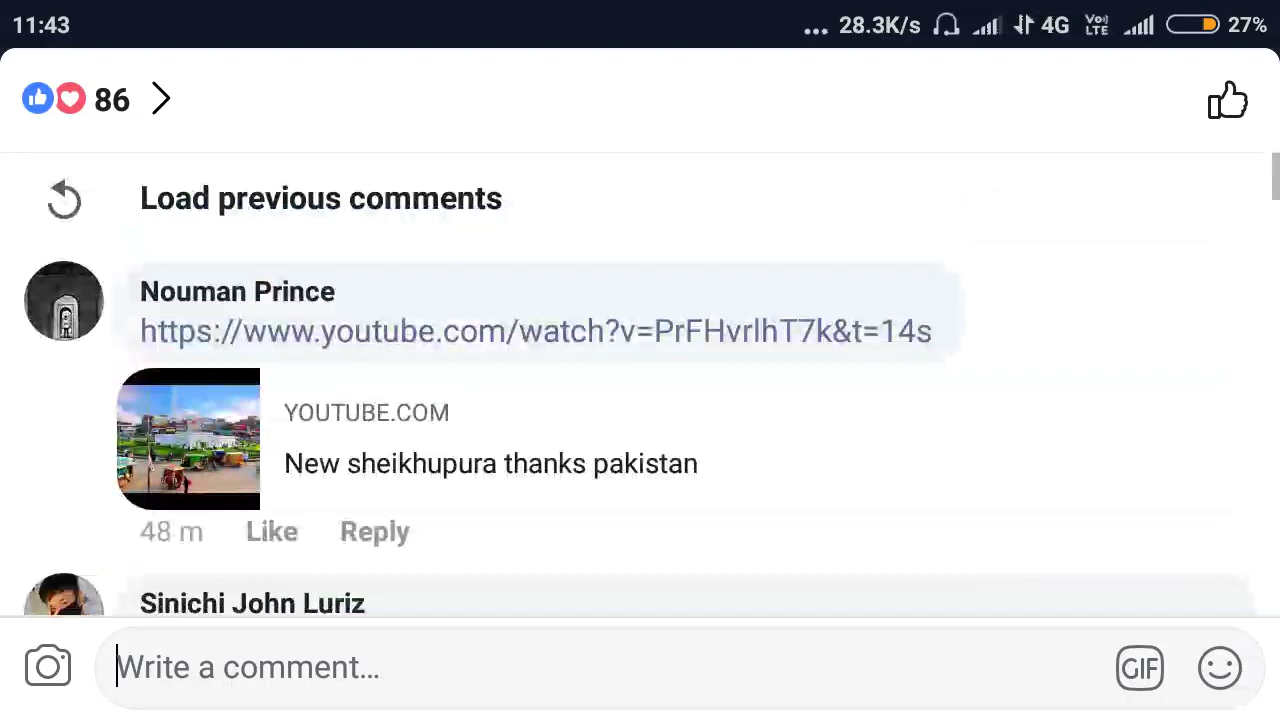 11:43
... 28.3K/s 4G Vo) LTE 27%
86
Load previous comments
Nouman Prince
https://www.youtube.com/watch?v=PrFHvrlhT7k&t=14s
YOUTUBE.COM
New sheikhupura thanks pakistan
48 m Like Reply
Sinichi John Luriz
Write a comment...
GIF